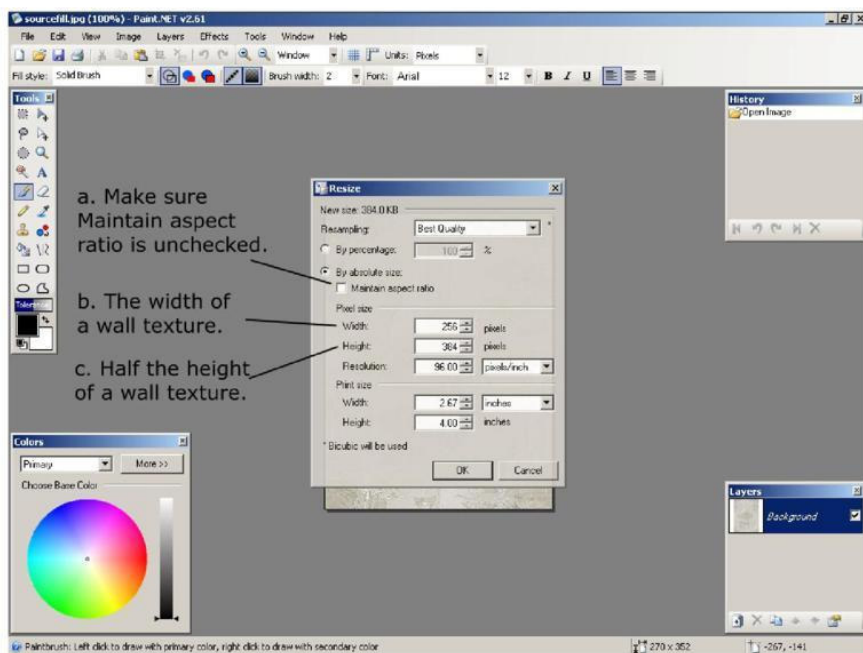 sourcefill.jpg (100%) - Paint.NET v2.61
File Edit View Image Layers Effects Tools Window Help
Window Units: Pixels
Fill style: Solid Brush Brush width: 2 Font: Arial 12 B I U
Tools
Tolerance
History
Open Image
a. Make sure
Maintain aspect
ratio is unchecked.
b. The width of
a wall texture.
c. Half the height
of a wall texture.
Resize
New size: 384.0 KB
Resampling: Best Quality *
By percentage: 100 %
By absolute size:
Maintain aspect ratio
Pixel size
Width: 256 pixels
Height: 384 pixels
Resolution: 96.00 pixels/inch
Print size
Width: 2.67 inches
Height: 4.00 inches
* Bicubic will be used
OK Cancel
Colors
Primary More >>
Choose Base Color
Layers
Background
Paintbrush: Left click to draw with primary color, right click to draw with secondary color 270 x 352 -267, -141